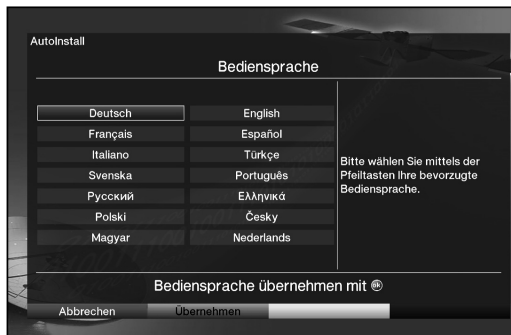 AutoInstall
Bediensprache
Deutsch English
Français Español
Italiano Türkçe
Svenska Português
Русский Ελληνικά
Polski Česky
Magyar Nederlands
Bitte wählen Sie mittels der
Pfeiltasten Ihre bevorzugte
Bediensprache.
Bediensprache übernehmen mit ok
Abbrechen Übernehmen